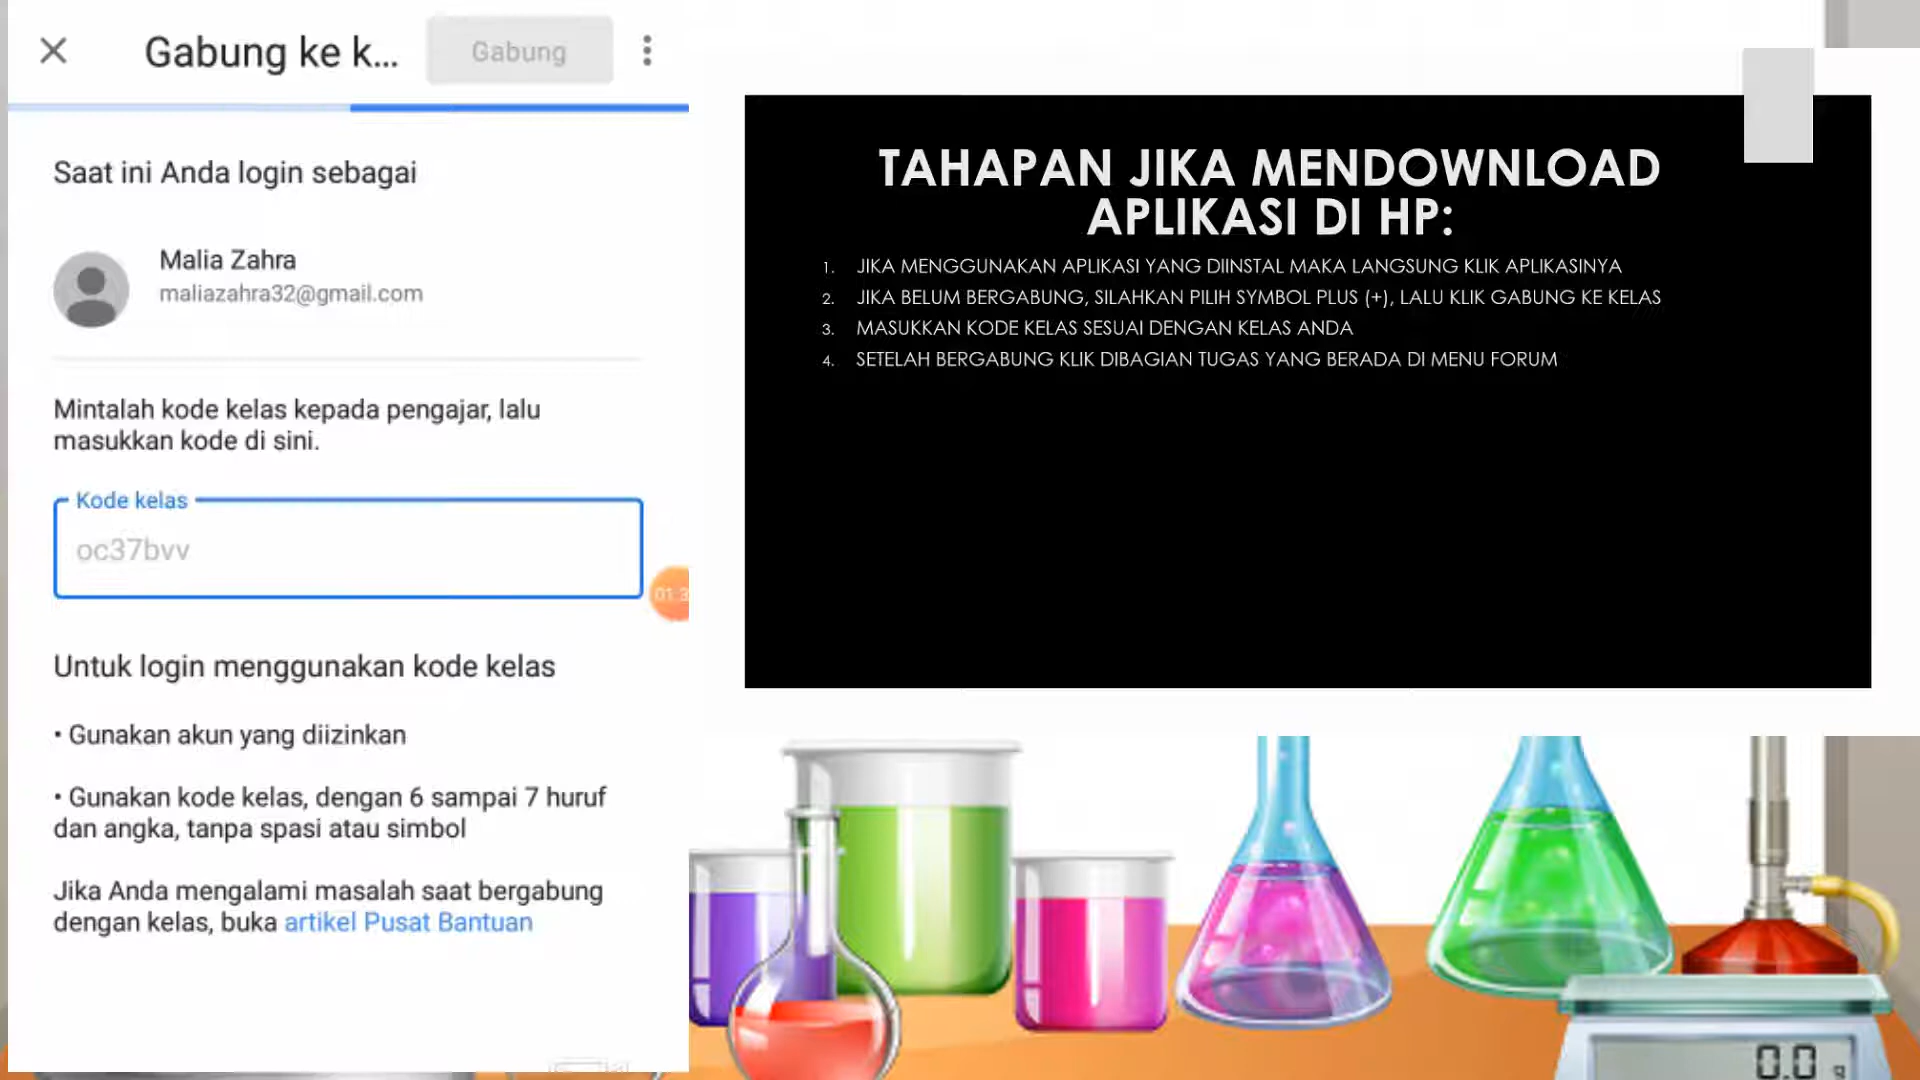 Gabung ke k...
Gabung
Saat ini Anda login sebagai
Malia Zahra
maliazahra32@gmail.com
Mintalah kode kelas kepada pengajar, lalu
masukkan kode di sini.
Kode kelas
oc37bvv
Untuk login menggunakan kode kelas
• Gunakan akun yang diizinkan
• Gunakan kode kelas, dengan 6 sampai 7 huruf
dan angka, tanpa spasi atau simbol
Jika Anda mengalami masalah saat bergabung
dengan kelas, buka artikel Pusat Bantuan
TAHAPAN JIKA MENDOWNLOAD
APLIKASI DI HP:
1. JIKA MENGGUNAKAN APLIKASI YANG DIINSTAL MAKA LANGSUNG KLIK APLIKASINYA
2. JIKA BELUM BERGABUNG, SILAHKAN PILIH SYMBOL PLUS (+), LALU KLIK GABUNG KE KELAS
3. MASUKKAN KODE KELAS SESUAI DENGAN KELAS ANDA
4. SETELAH BERGABUNG KLIK DIBAGIAN TUGAS YANG BERADA DI MENU FORUM
0.0 g